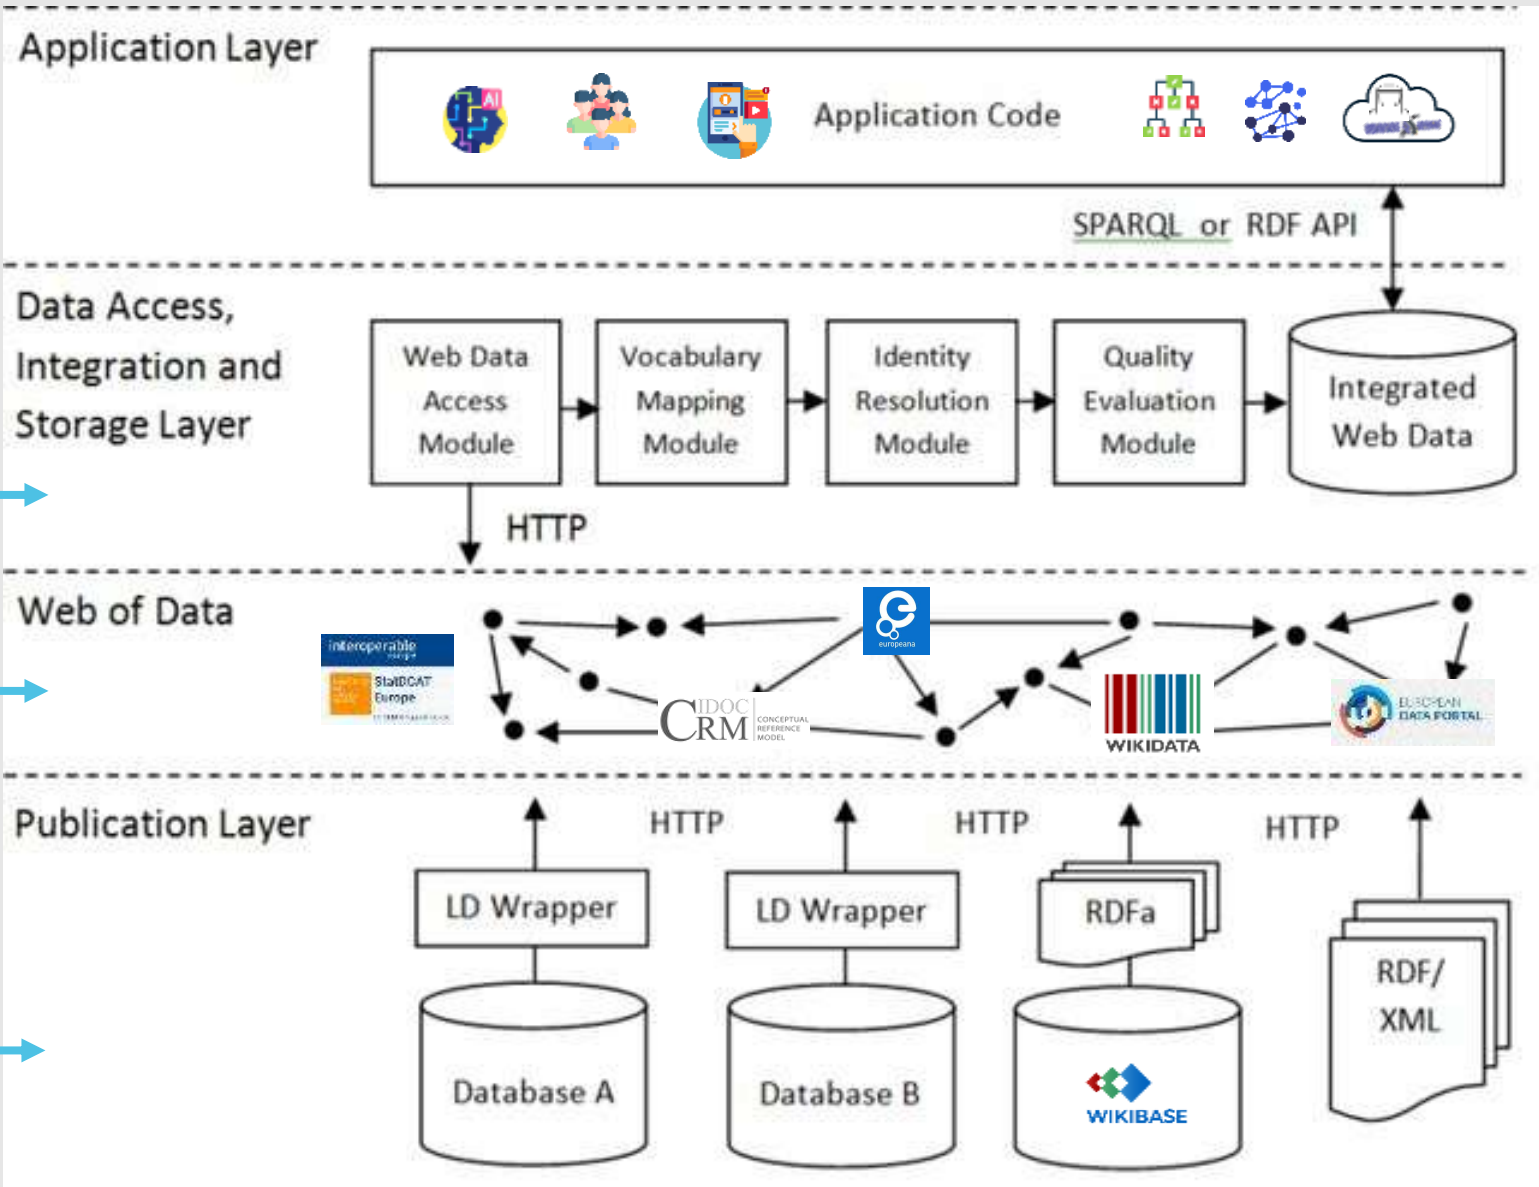 Application Layer
AI
Application Code
SPARQL or RDF API
Data Access,
Integration and
Storage Layer
Web Data
Access
Module
Vocabulary
Mapping
Module
Identity
Resolution
Module
Quality
Evaluation
Module
Integrated
Web Data
HTTP
Web of Data
interoperable
europe
StatDCAT
Europe
europeana
CIDOC
CRM
CONCEPTUAL
REFERENCE
MODEL
WIKIDATA
EUROPEAN
DATA PORTAL
Publication Layer
HTTP
HTTP
HTTP
LD Wrapper
LD Wrapper
RDFa
RDF/
XML
Database A
Database B
WIKIBASE